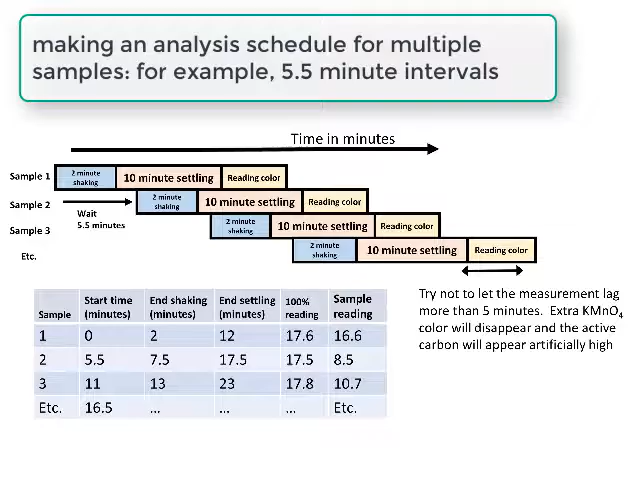 making an analysis schedule for multiple
samples: for example, 5.5 minute intervals
Time in minutes
Sample 1
2 minute
shaking
10 minute settling
Reading color
Sample 2
Wait
5.5 minutes
2 minute
shaking
10 minute settling
Reading color
Sample 3
2 minute
shaking
10 minute settling
Reading color
Etc.
2 minute
shaking
10 minute settling
Reading color
Try not to let the measurement lag
more than 5 minutes. Extra KMnO4
color will disappear and the active
carbon will appear artificially high
Sample | Start time (minutes) | End shaking (minutes) | End settling (minutes) | 100% reading | Sample reading
1 | 0 | 2 | 12 | 17.6 | 16.6
2 | 5.5 | 7.5 | 17.5 | 17.5 | 8.5
3 | 11 | 13 | 23 | 17.8 | 10.7
Etc. | 16.5 | ... | ... | ... | Etc.